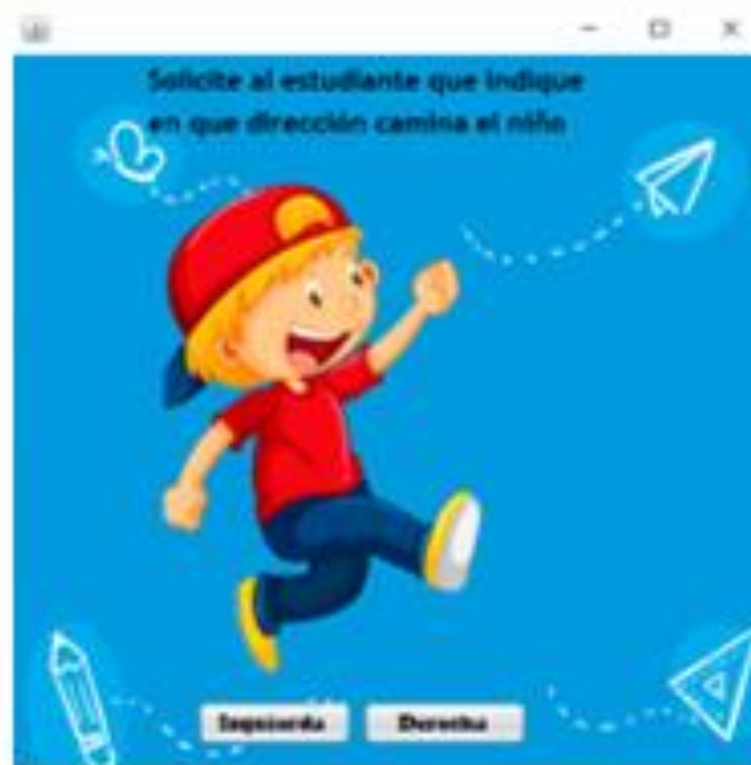 Solicite al estudiante que indique
en que dirección camina el niño
Izquierda Derecha